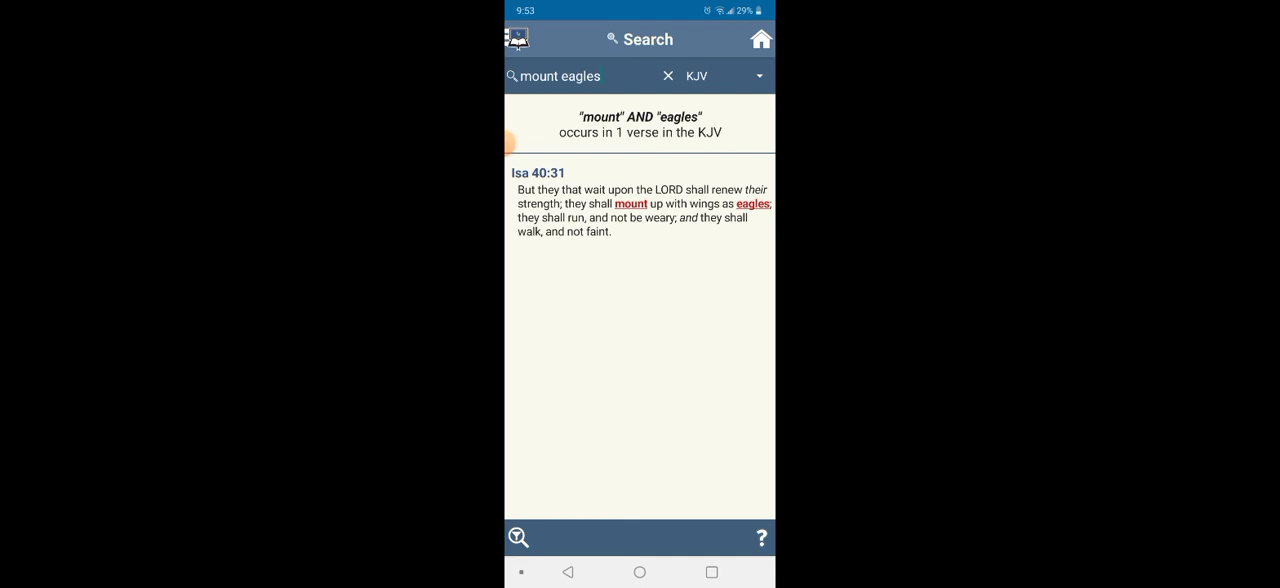 9:53 29%
Search
mount eagles KJV
"mount" AND "eagles"
occurs in 1 verse in the KJV
Isa 40:31
But they that wait upon the LORD shall renew their
strength; they shall mount up with wings as eagles;
they shall run, and not be weary; and they shall
walk, and not faint.
?